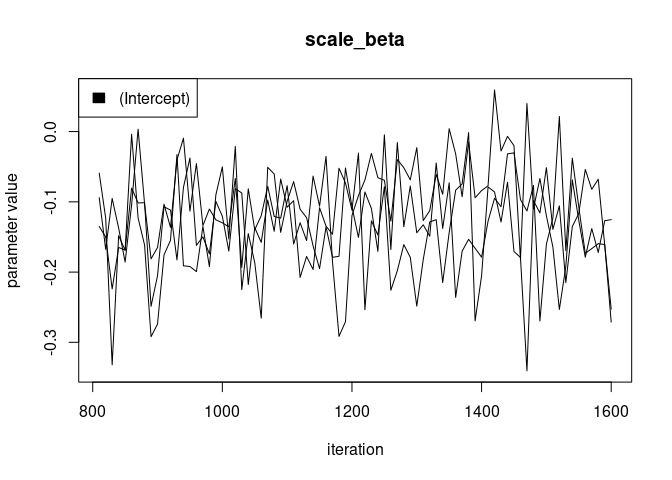 scale_beta
(Intercept)
0.0
-0.1
-0.2
-0.3
parameter value
800 1000 1200 1400 1600
iteration